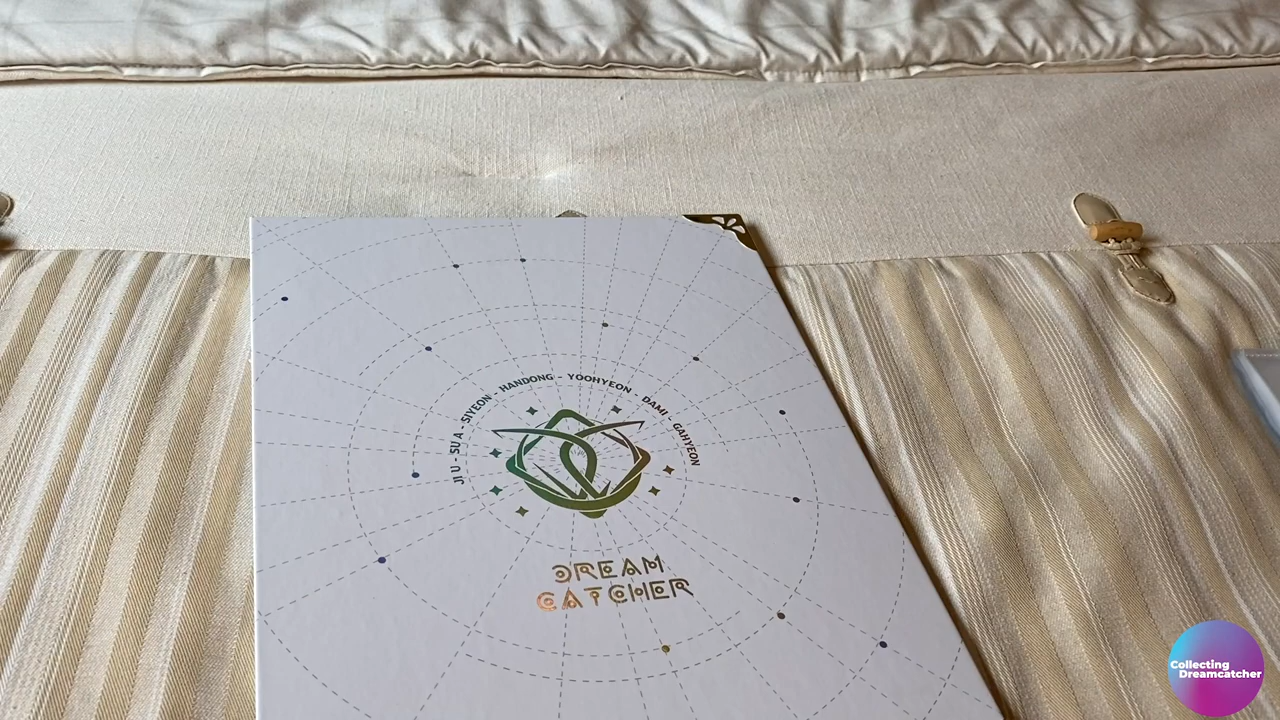 JI U - SU A - SIYEON - HANDONG - YOOHYEON - DAMI - GAHYEON
DREAM
CATCHER
Collecting
Dreamcatcher